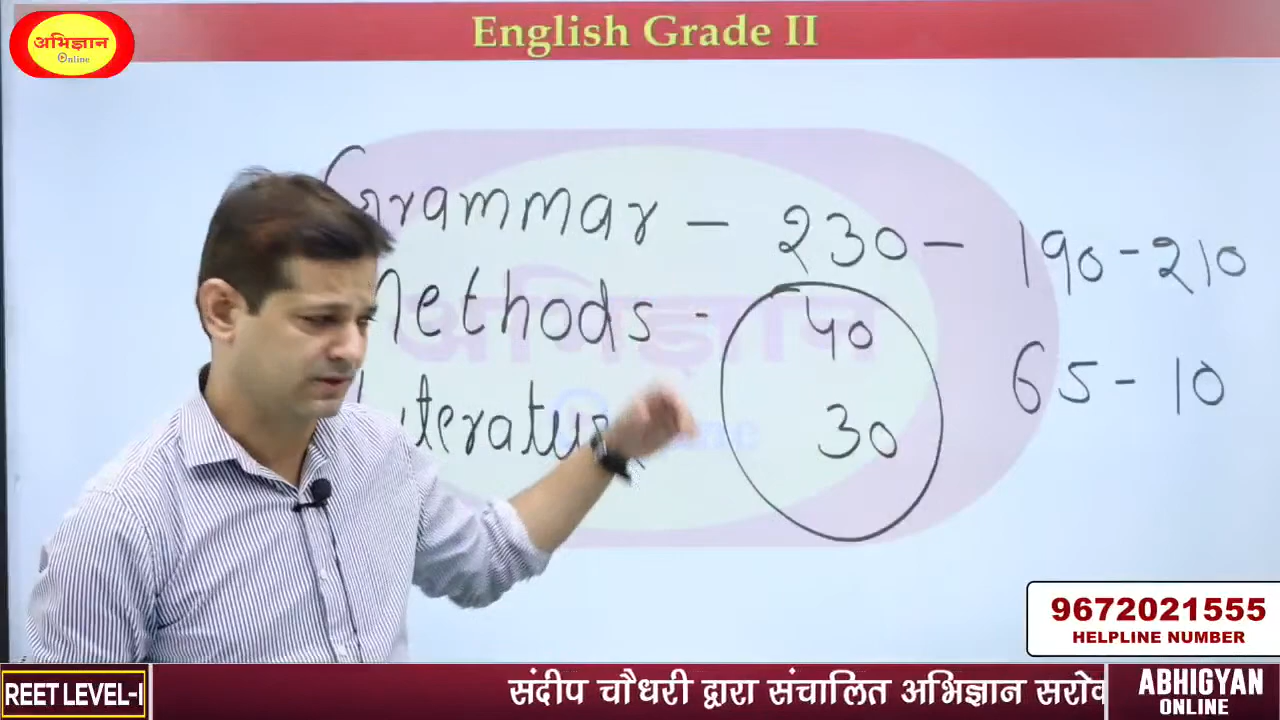 अभिज्ञान
Online
English Grade II
Grammar – 230 – 190-210
Methods - 40
65-10
30
9672021555
HELPLINE NUMBER
REET LEVEL-I
संदीप चौधरी द्वारा संचालित अभिज्ञान
ABHIGYAN
ONLINE